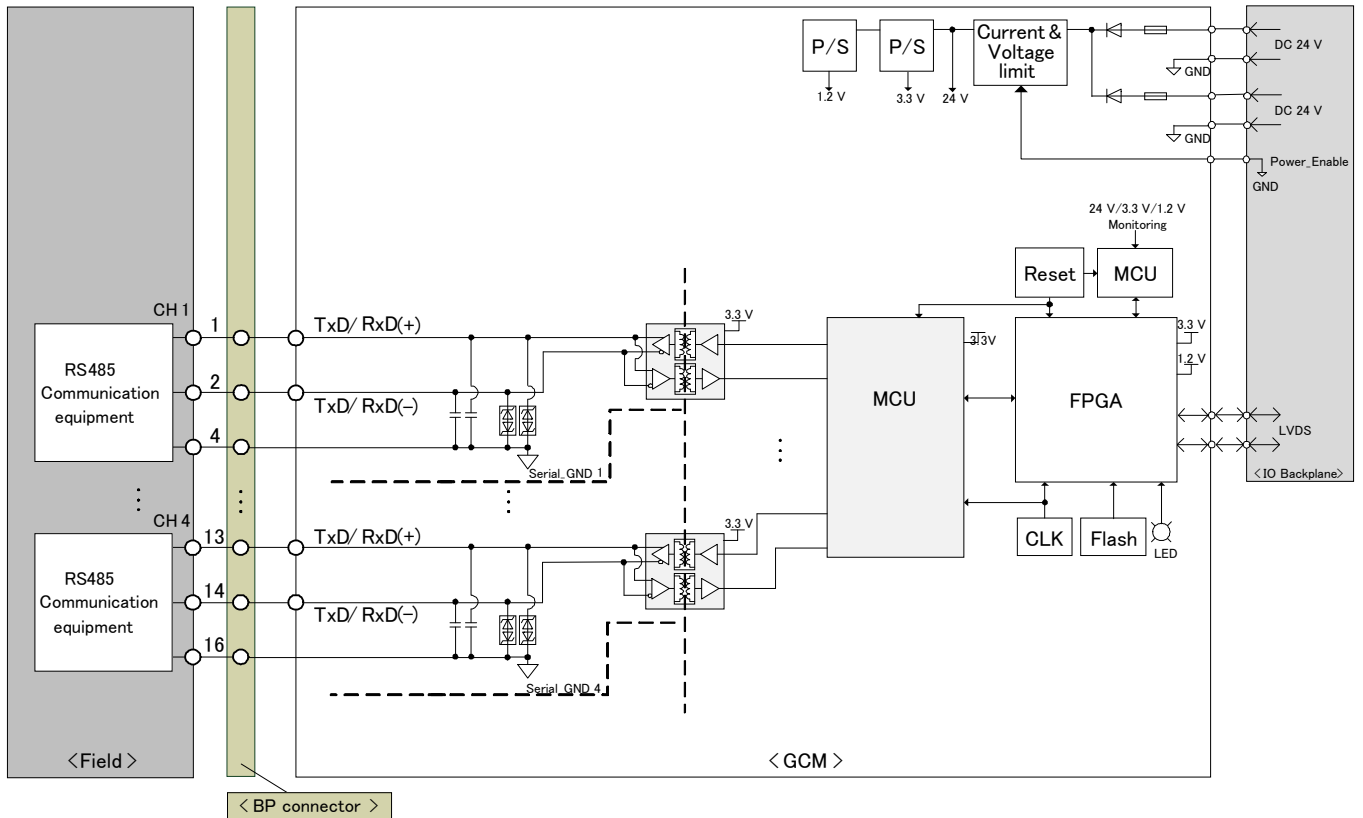 P/S
P/S
Current &
Voltage
limit
1.2 V
3.3 V
24 V
GND
DC 24 V
GND
DC 24 V
Power_Enable
GND
24 V/3.3 V/1.2 V
Monitoring
Reset
MCU
CH 1
1
TxD/ RxD(+)
3.3 V
3.3V
3.3 V
1.2 V
RS485
Communication
equipment
2
TxD/ RxD(-)
MCU
FPGA
4
LVDS
Serial_GND 1
< IO Backplane>
CH 4
13
TxD/ RxD(+)
3.3 V
CLK
Flash
LED
RS485
Communication
equipment
14
TxD/ RxD(-)
16
Serial_GND 4
< Field >
< GCM >
< BP connector >